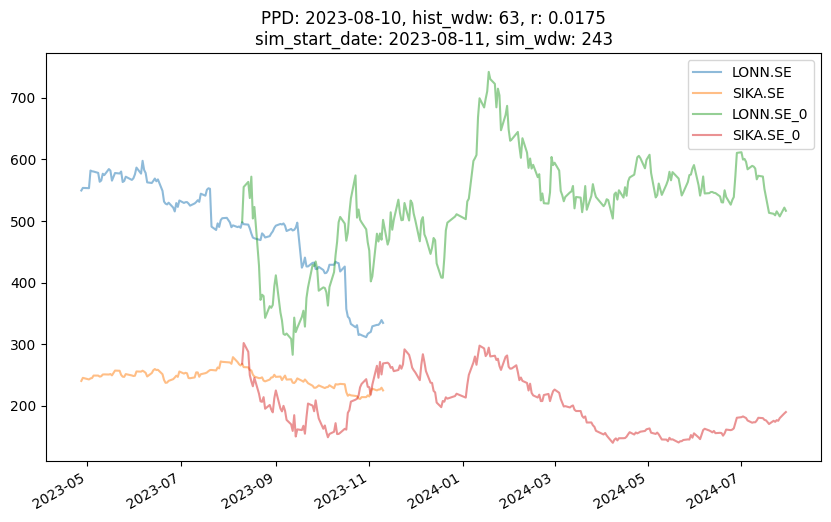 PPD: 2023-08-10, hist_wdw: 63, r: 0.0175
sim_start_date: 2023-08-11, sim_wdw: 243
LONN.SE
SIKA.SE
LONN.SE_0
SIKA.SE_0
700
600
500
400
300
200
2023-05
2023-07
2023-09
2023-11
2024-01
2024-03
2024-05
2024-07